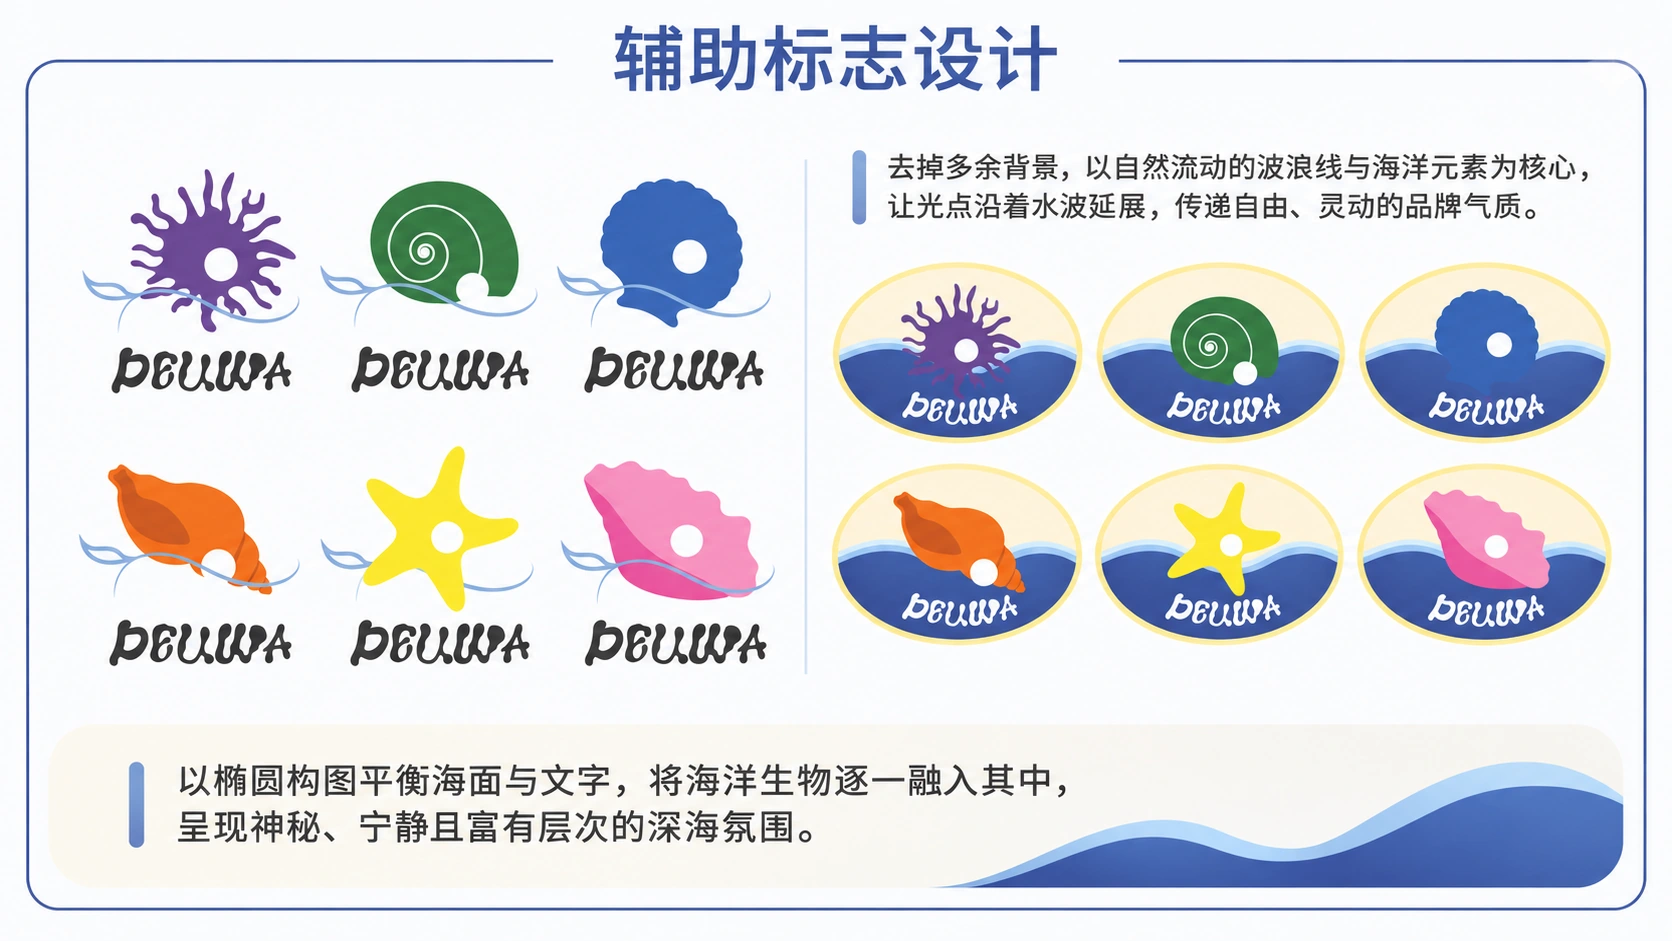 辅助标志设计
去掉多余背景，以自然流动的波浪线与海洋元素为核心，
让光点沿着水波延展，传递自由、灵动的品牌气质。
DEUWA DEUWA DEUWA
DEUWA DEUWA DEUWA
DEUWA DEUWA DEUWA
DEUWA DEUWA DEUWA
以椭圆构图平衡海面与文字，将海洋生物逐一融入其中，
呈现神秘、宁静且富有层次的深海氛围。